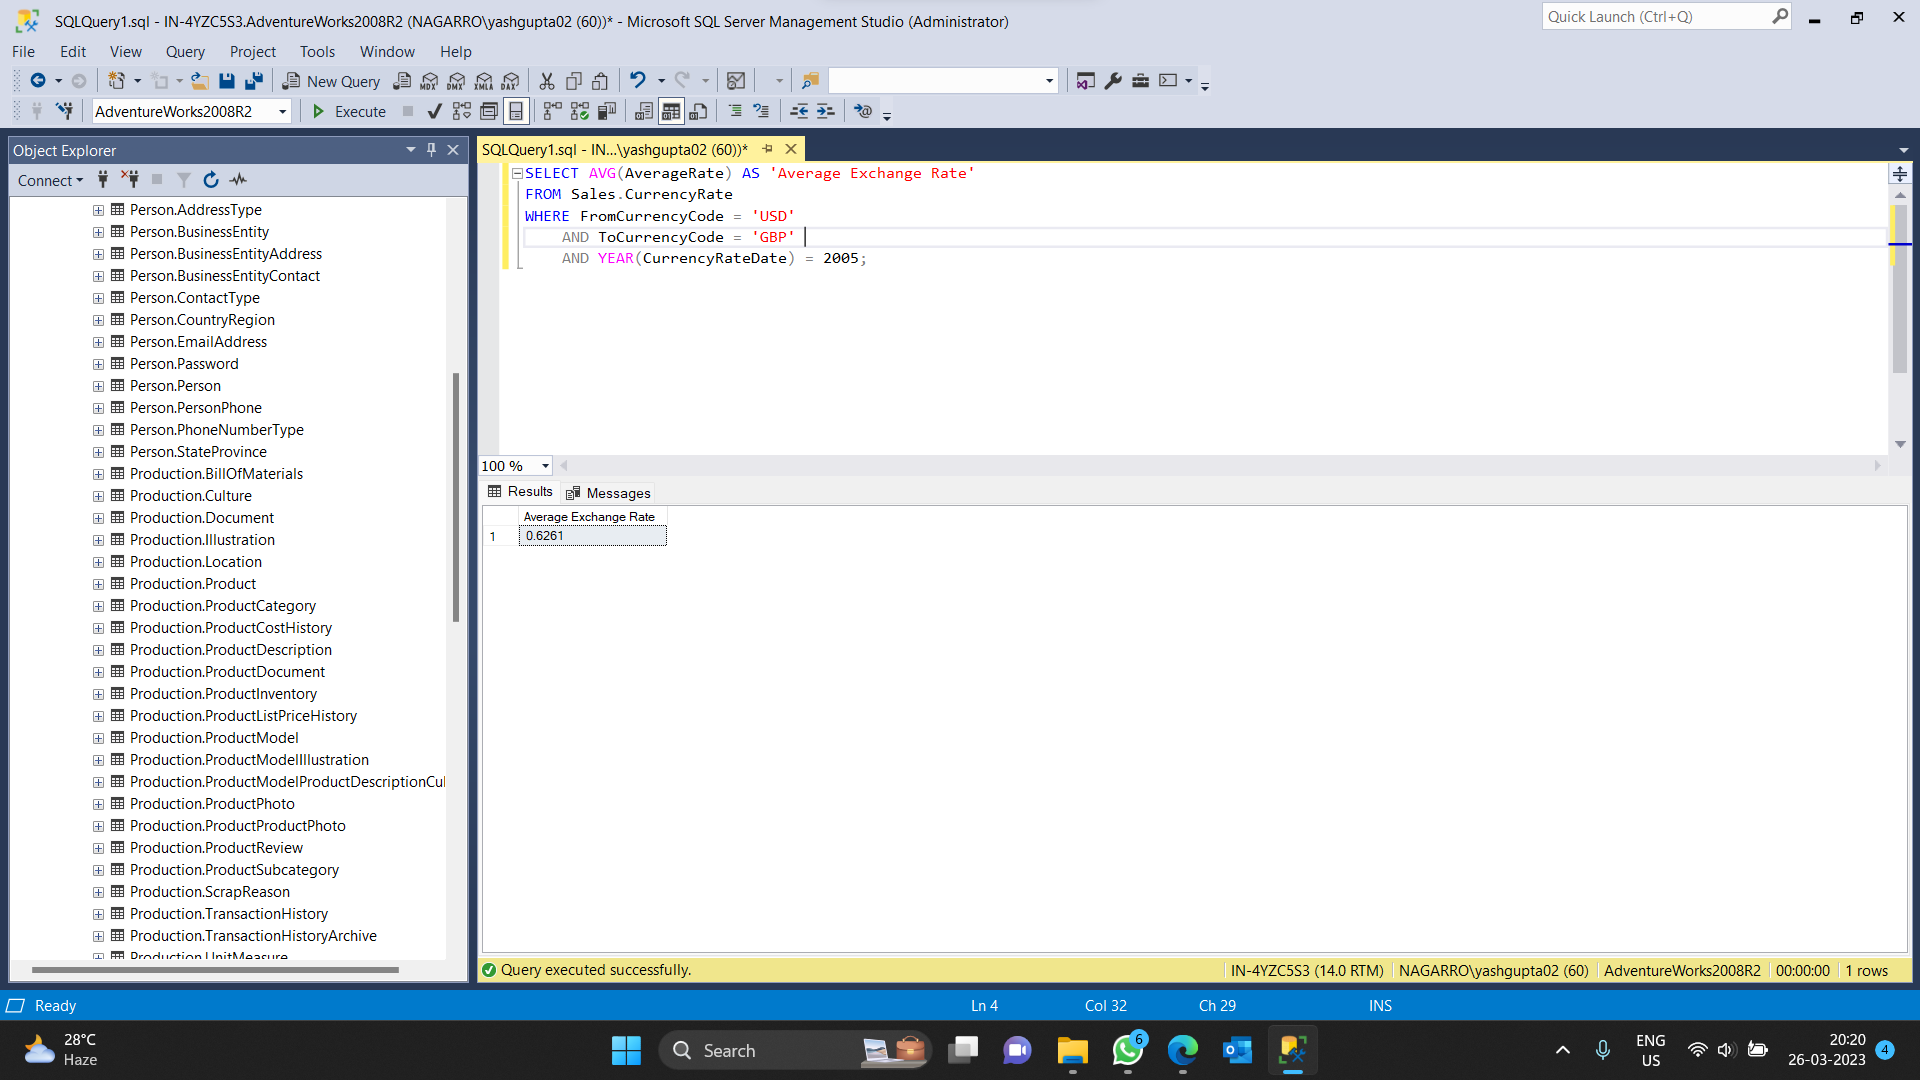 SQLQuery1.sql - IN-4YZC5S3.AdventureWorks2008R2 (NAGARRO\yashgupta02 (60))* - Microsoft SQL Server Management Studio (Administrator)
Quick Launch (Ctrl+Q)
File Edit View Query Project Tools Window Help
New Query MDX DMX XMLA DAX
AdventureWorks2008R2 Execute
Object Explorer
Connect
Person.AddressType
Person.BusinessEntity
Person.BusinessEntityAddress
Person.BusinessEntityContact
Person.ContactType
Person.CountryRegion
Person.EmailAddress
Person.Password
Person.Person
Person.PersonPhone
Person.PhoneNumberType
Person.StateProvince
Production.BillOfMaterials
Production.Culture
Production.Document
Production.Illustration
Production.Location
Production.Product
Production.ProductCategory
Production.ProductCostHistory
Production.ProductDescription
Production.ProductDocument
Production.ProductInventory
Production.ProductListPriceHistory
Production.ProductModel
Production.ProductModelIllustration
Production.ProductModelProductDescriptionCul
Production.ProductPhoto
Production.ProductProductPhoto
Production.ProductReview
Production.ProductSubcategory
Production.ScrapReason
Production.TransactionHistory
Production.TransactionHistoryArchive
Production.UnitMeasure
SQLQuery1.sql - IN...\yashgupta02 (60))*
SELECT AVG(AverageRate) AS 'Average Exchange Rate'
FROM Sales.CurrencyRate
WHERE FromCurrencyCode = 'USD'
AND ToCurrencyCode = 'GBP'
AND YEAR(CurrencyRateDate) = 2005;
100 %
Results Messages
Average Exchange Rate
1 0.6261
Query executed successfully. IN-4YZC5S3 (14.0 RTM) NAGARRO\yashgupta02 (60) AdventureWorks2008R2 00:00:00 1 rows
Ready Ln 4 Col 32 Ch 29 INS
28°C
Haze
Search
6
ENG
US
20:20
26-03-2023
4